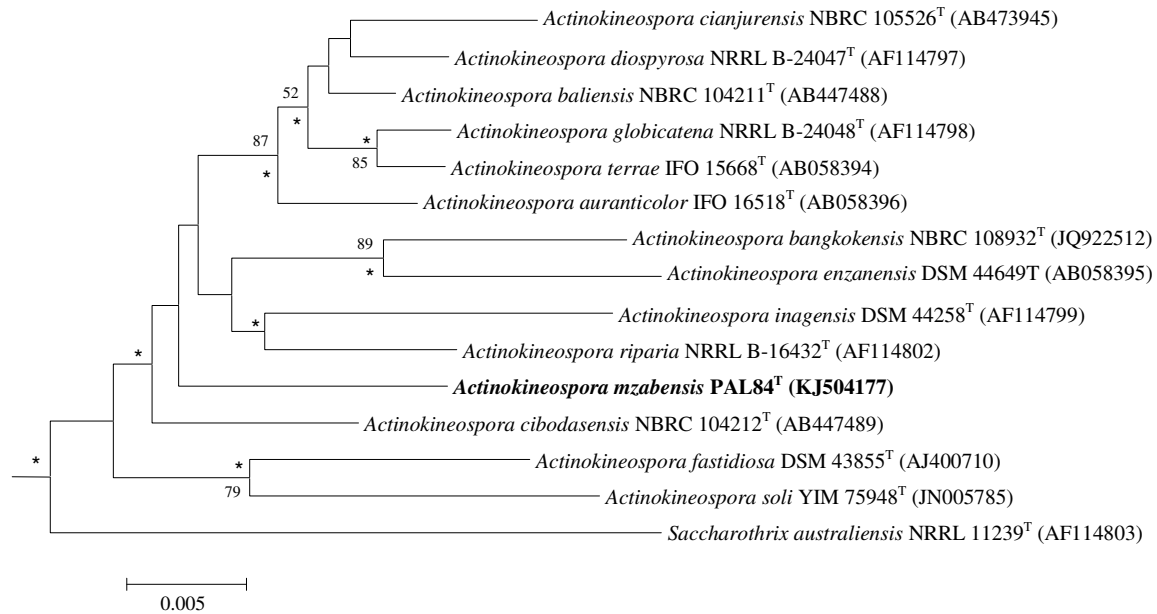 Actinokineospora cianjurensis NBRC 105526ᵀ (AB473945)
Actinokineospora diospyrosa NRRL B-24047ᵀ (AF114797)
Actinokineospora baliensis NBRC 104211ᵀ (AB447488)
52
*
Actinokineospora globicatena NRRL B-24048ᵀ (AF114798)
*
87
85
Actinokineospora terrae IFO 15668ᵀ (AB058394)
*
Actinokineospora auranticolor IFO 16518ᵀ (AB058396)
Actinokineospora bangkokensis NBRC 108932ᵀ (JQ922512)
89
*
Actinokineospora enzanensis DSM 44649T (AB058395)
Actinokineospora inagensis DSM 44258ᵀ (AF114799)
*
Actinokineospora riparia NRRL B-16432ᵀ (AF114802)
*
Actinokineospora mzabensis PAL84ᵀ (KJ504177)
Actinokineospora cibodasensis NBRC 104212ᵀ (AB447489)
*
*
Actinokineospora fastidiosa DSM 43855ᵀ (AJ400710)
79
Actinokineospora soli YIM 75948ᵀ (JN005785)
Saccharothrix australiensis NRRL 11239ᵀ (AF114803)
0.005